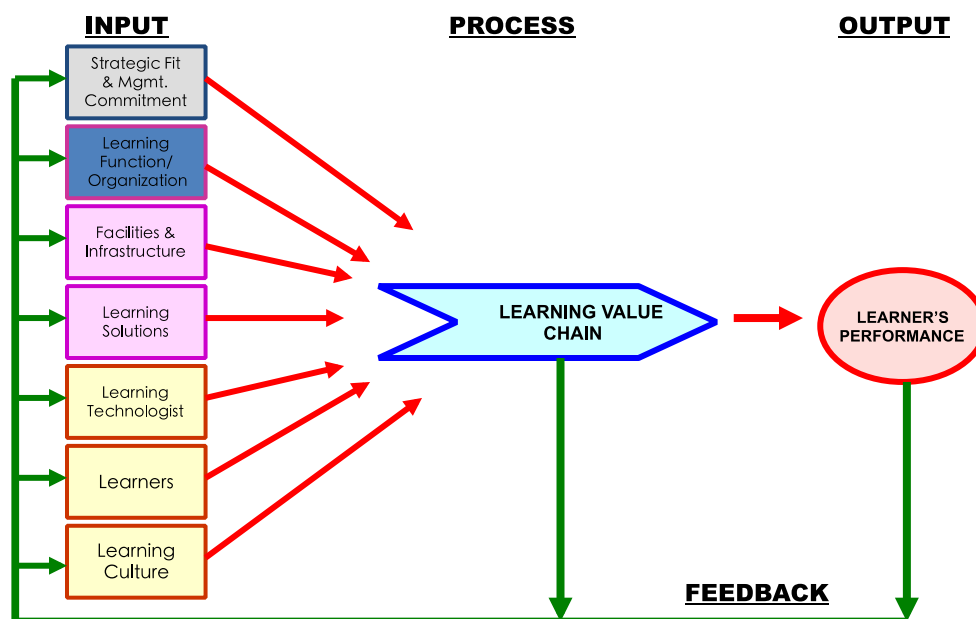 INPUT
PROCESS
OUTPUT
Strategic Fit
& Mgmt.
Commitment
Learning
Function/
Organization
Facilities &
Infrastructure
Learning
Solutions
Learning
Technologist
Learners
Learning
Culture
LEARNING VALUE
CHAIN
LEARNER'S
PERFORMANCE
FEEDBACK